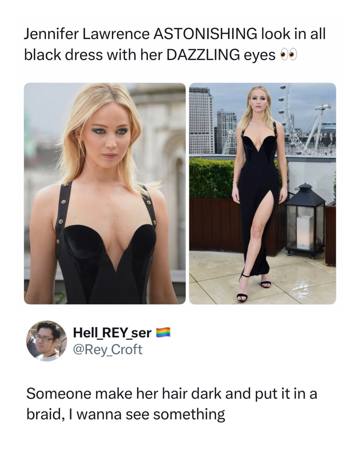 Jennifer Lawrence ASTONISHING look in all
black dress with her DAZZLING eyes 👀
Hell_REY_ser 🏳️‍🌈
@Rey_Croft
Someone make her hair dark and put it in a
braid, I wanna see something